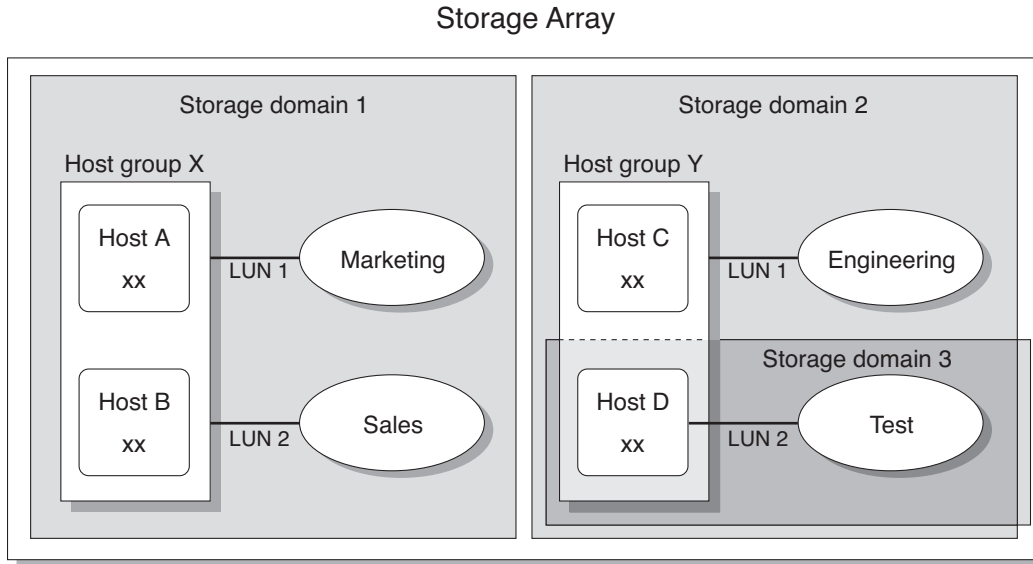 Storage Array
Storage domain 1
Host group X
Host A
xx
LUN 1
Marketing
Host B
xx
LUN 2
Sales
Storage domain 2
Host group Y
Host C
xx
LUN 1
Engineering
Storage domain 3
Host D
xx
LUN 2
Test